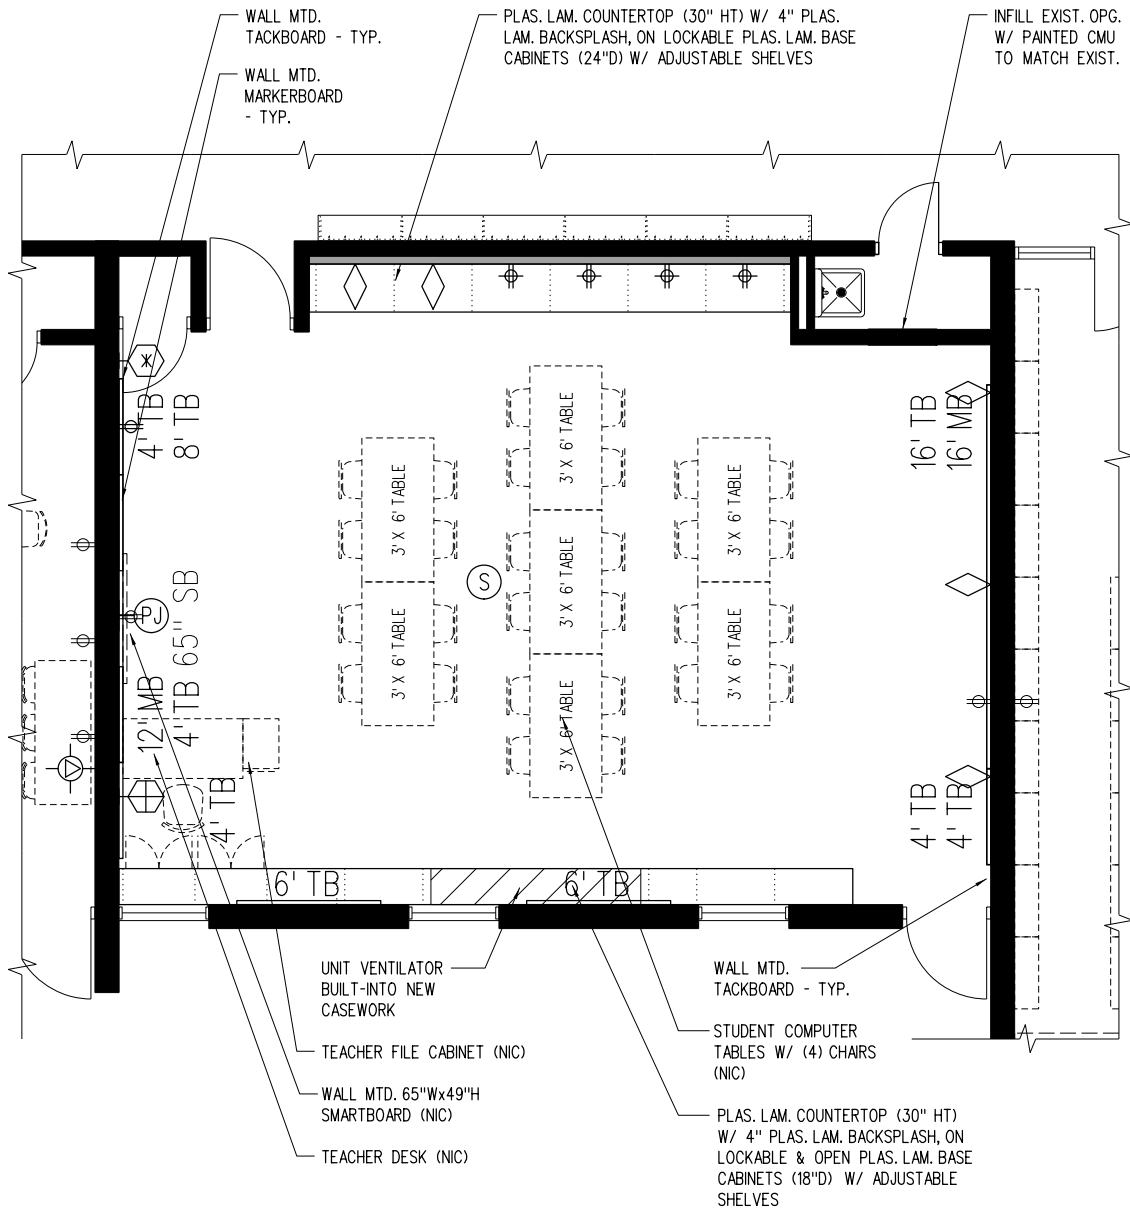 WALL MTD.
TACKBOARD - TYP.
WALL MTD.
MARKERBOARD
- TYP.
PLAS. LAM. COUNTERTOP (30" HT) W/ 4" PLAS.
LAM. BACKSPLASH, ON LOCKABLE PLAS. LAM. BASE
CABINETS (24"D) W/ ADJUSTABLE SHELVES
INFILL EXIST. OPG.
W/ PAINTED CMU
TO MATCH EXIST.
4' TB
8' TB
16' TB
16' MB
3' X 6' TABLE
3' X 6' TABLE
3' X 6' TABLE
3' X 6' TABLE
3' X 6' TABLE
3' X 6' TABLE
3' X 6' TABLE
S
PJ
65" SB
12' MB
4' TB
4' TB
4' TB
4' TB
6' TB
6' TB
UNIT VENTILATOR
BUILT-INTO NEW
CASEWORK
TEACHER FILE CABINET (NIC)
WALL MTD. 65"Wx49"H
SMARTBOARD (NIC)
TEACHER DESK (NIC)
WALL MTD.
TACKBOARD - TYP.
STUDENT COMPUTER
TABLES W/ (4) CHAIRS
(NIC)
PLAS. LAM. COUNTERTOP (30" HT)
W/ 4" PLAS. LAM. BACKSPLASH, ON
LOCKABLE & OPEN PLAS. LAM. BASE
CABINETS (18"D) W/ ADJUSTABLE
SHELVES